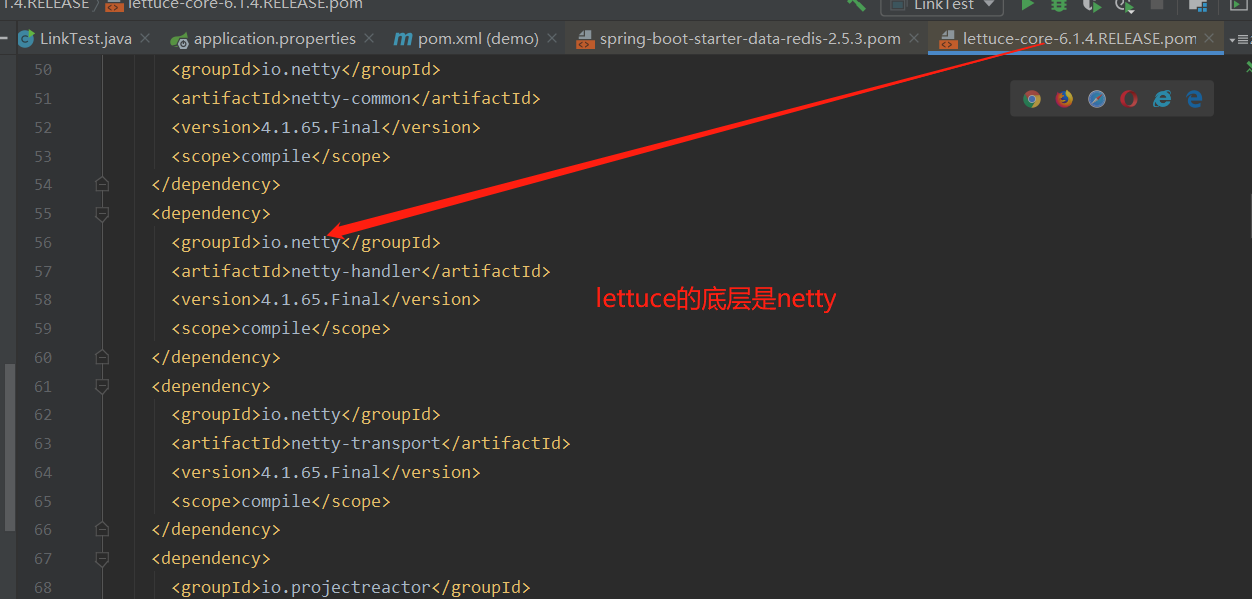 1.4.RELEASE lettuce-core-6.1.4.RELEASE.pom LinkTest
LinkTest.java application.properties pom.xml (demo) spring-boot-starter-data-redis-2.5.3.pom lettuce-core-6.1.4.RELEASE.pom
50 <groupId>io.netty</groupId>
51 <artifactId>netty-common</artifactId>
52 <version>4.1.65.Final</version>
53 <scope>compile</scope>
54 </dependency>
55 <dependency>
56 <groupId>io.netty</groupId>
57 <artifactId>netty-handler</artifactId>
58 <version>4.1.65.Final</version>
lettuce的底层是netty
59 <scope>compile</scope>
60 </dependency>
61 <dependency>
62 <groupId>io.netty</groupId>
63 <artifactId>netty-transport</artifactId>
64 <version>4.1.65.Final</version>
65 <scope>compile</scope>
66 </dependency>
67 <dependency>
68 <groupId>io.projectreactor</groupId>